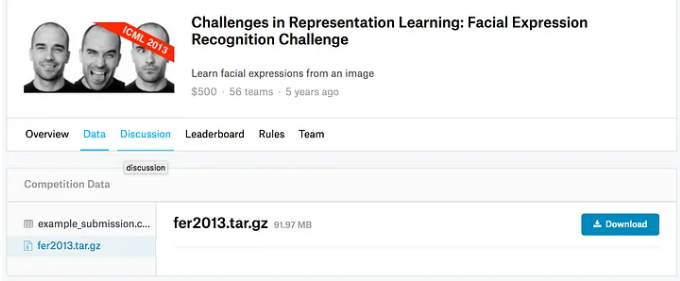 ICML 2013
Challenges in Representation Learning: Facial Expression
Recognition Challenge
Learn facial expressions from an image
$500 · 56 teams · 5 years ago
Overview Data Discussion Leaderboard Rules Team
discussion
Competition Data
example_submission.c...
fer2013.tar.gz
fer2013.tar.gz 91.97 MB
Download